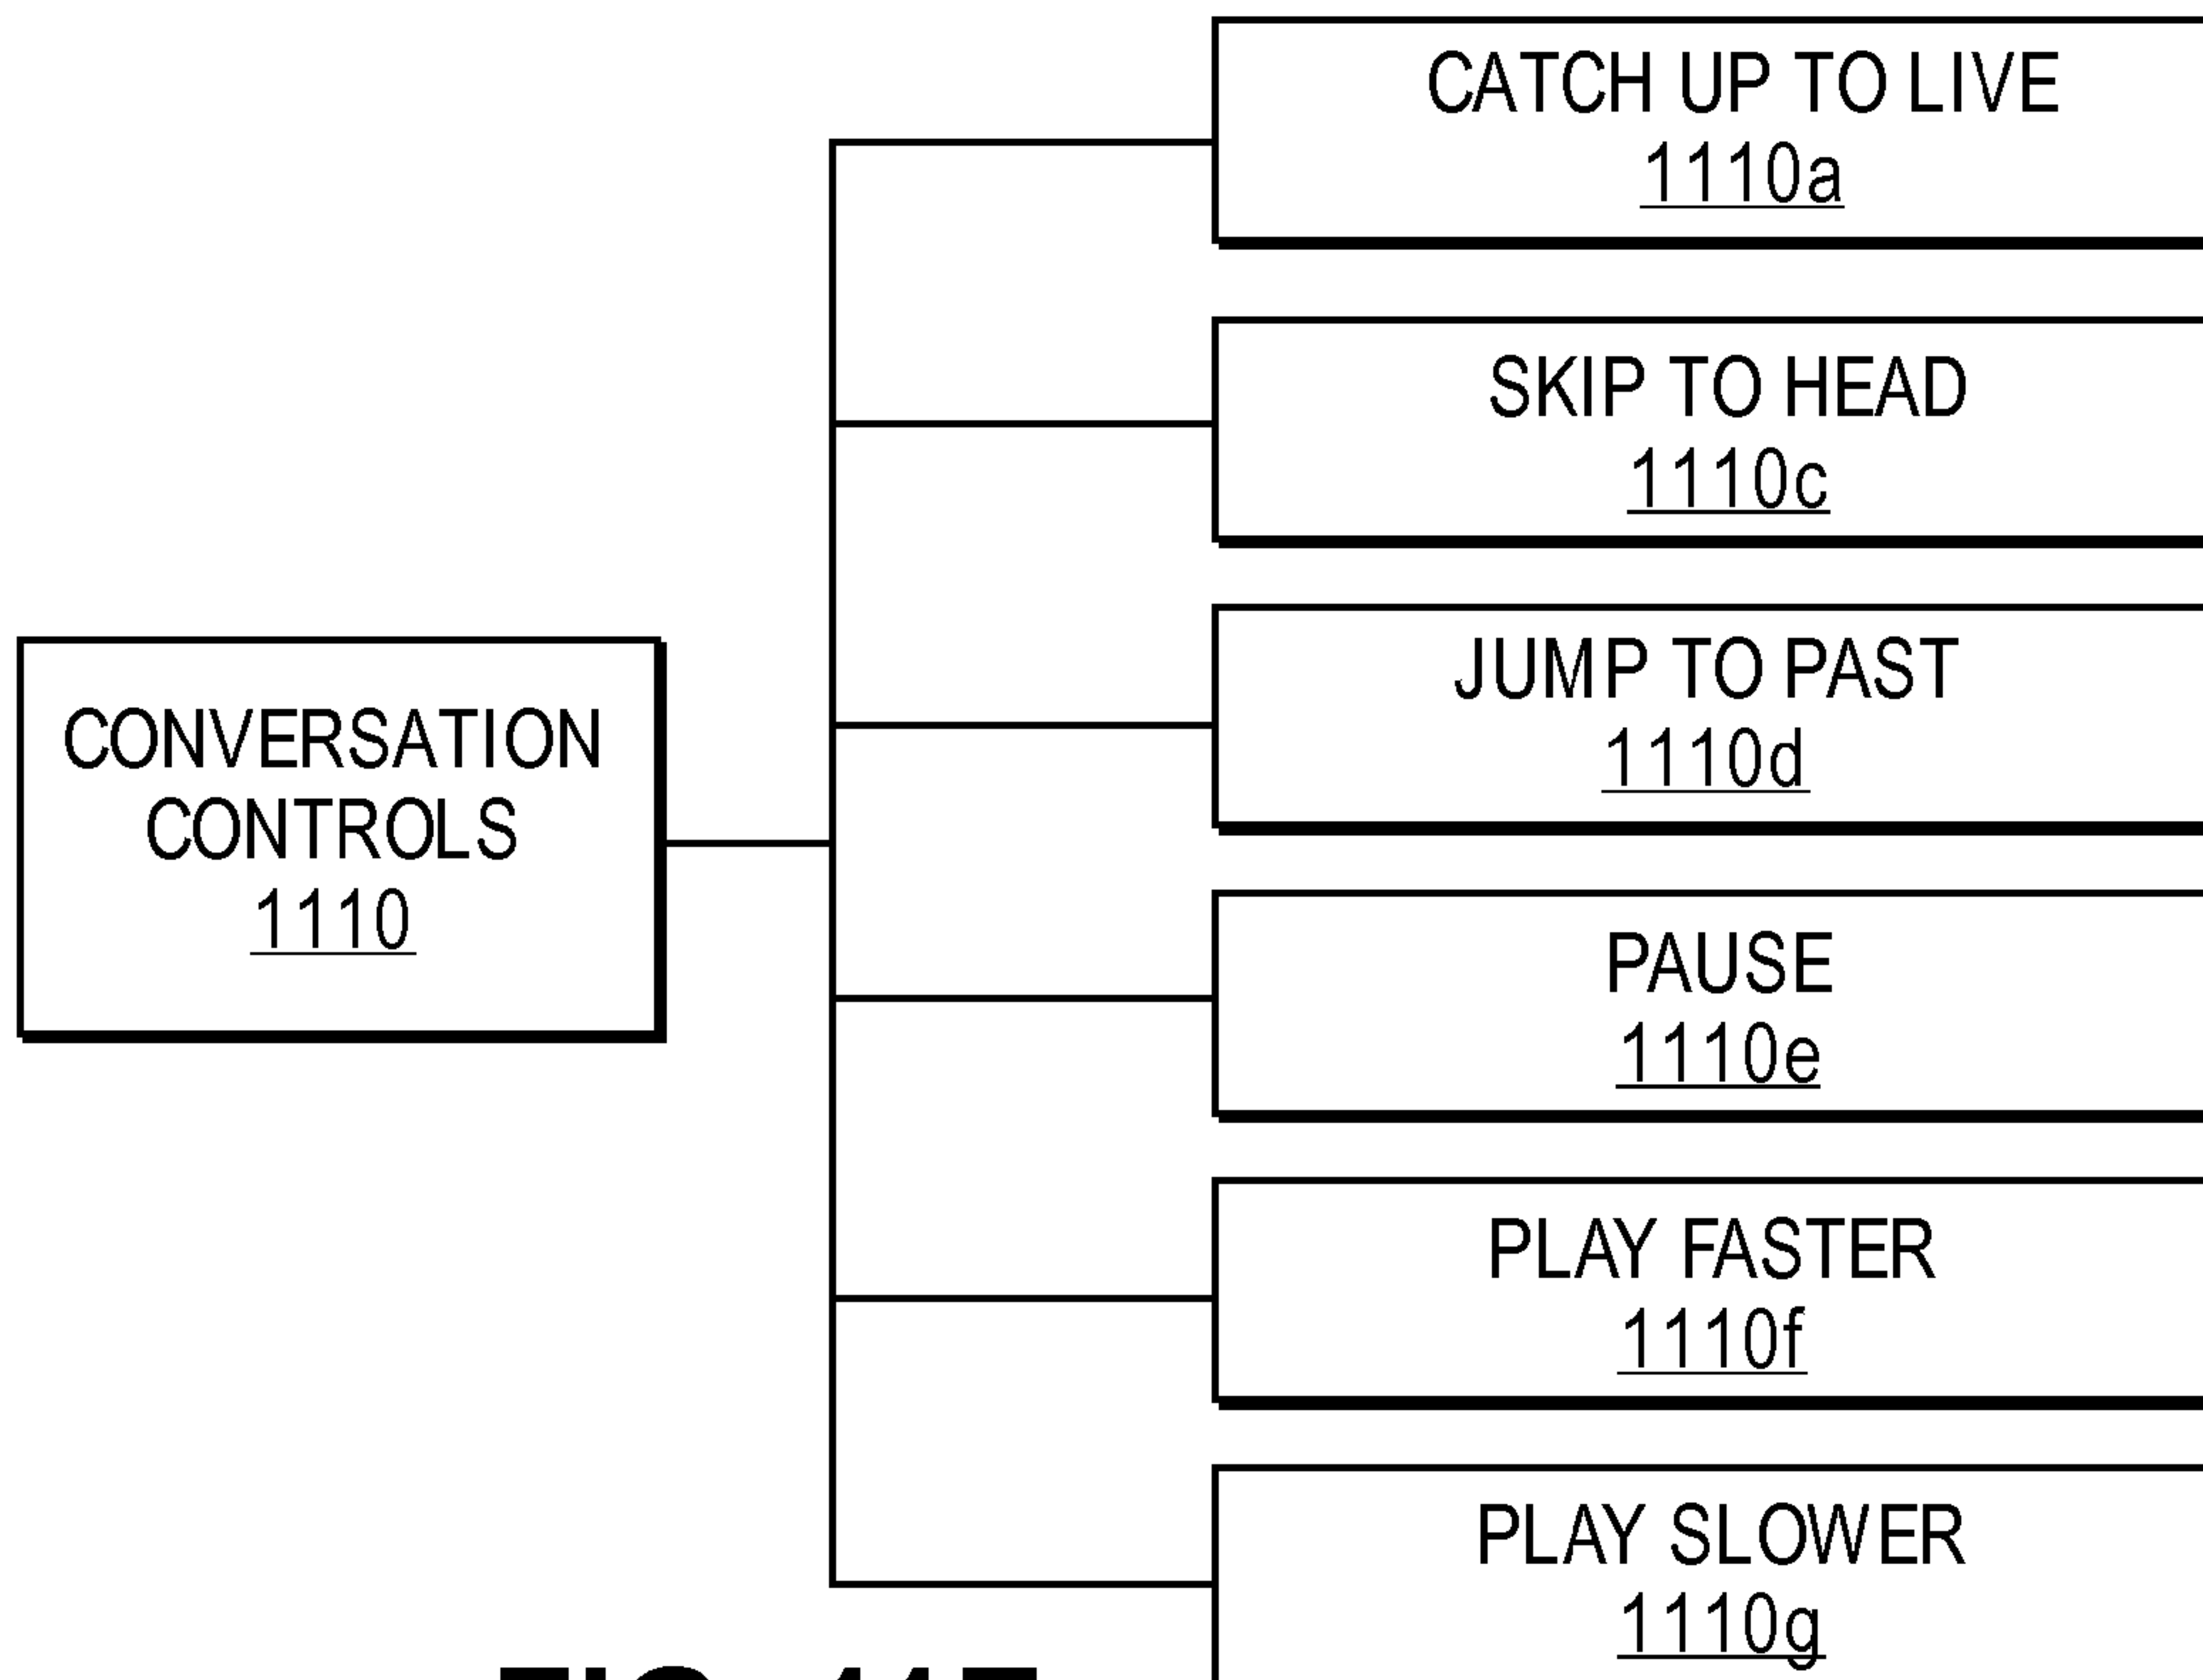 CATCH UP TO LIVE
1110a
SKIP TO HEAD
1110c
JUMP TO PAST
1110d
CONVERSATION
CONTROLS
1110
PAUSE
1110e
PLAY FASTER
1110f
PLAY SLOWER
1110g